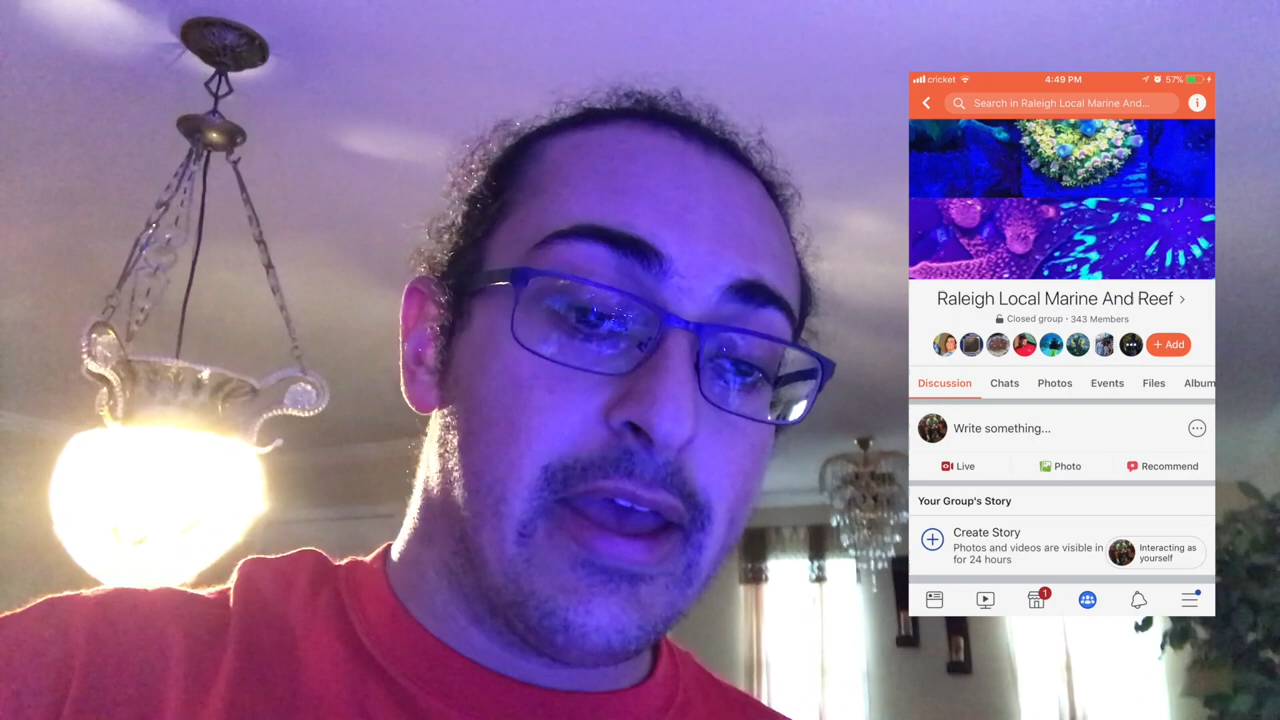 cricket 4:49 PM 57%
Search in Raleigh Local Marine And...
i
Raleigh Local Marine And Reef
Closed group · 343 Members
+ Add
Discussion Chats Photos Events Files Album
Write something...
Live Photo Recommend
Your Group's Story
Create Story
Photos and videos are visible in
for 24 hours
Interacting as
yourself
1